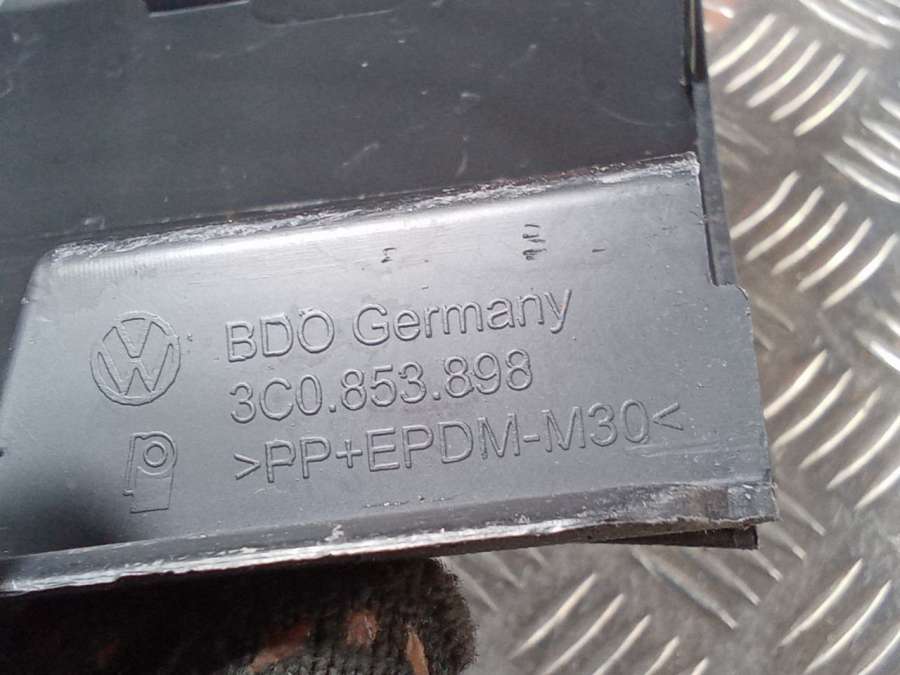 BDO Germany
3C0.853.898
>PP+EPDM-M30<